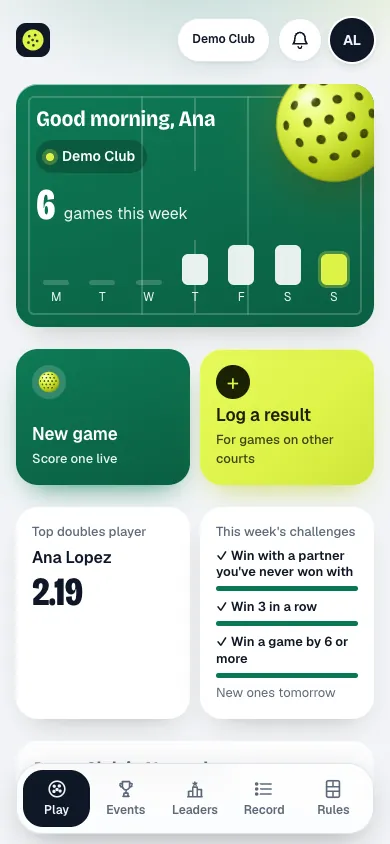 Demo Club
AL
Good morning, Ana
Demo Club
6 games this week
M T W T F S S
New game
Score one live
+
Log a result
For games on other
courts
Top doubles player
Ana Lopez
2.19
This week's challenges
✓ Win with a partner
you've never won with
✓ Win 3 in a row
✓ Win a game by 6 or
more
New ones tomorrow
Play Events Leaders Record Rules